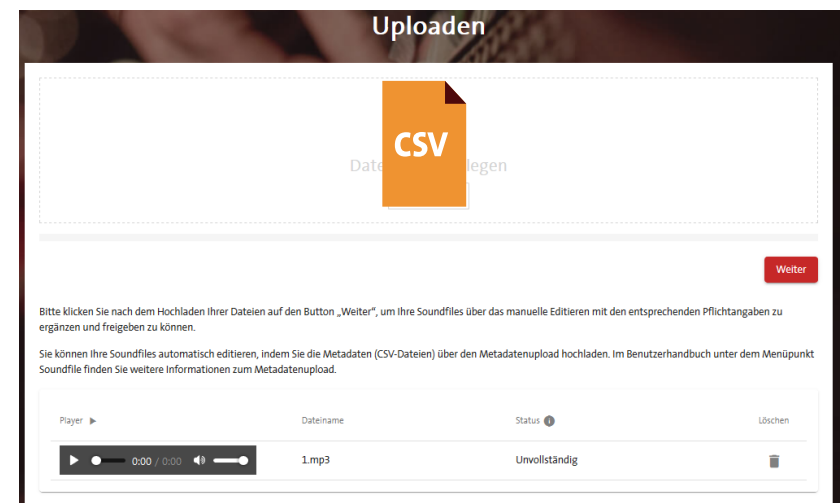 Uploaden
CSV
Date
legen
Weiter
Bitte klicken Sie nach dem Hochladen Ihrer Dateien auf den Button „Weiter“, um Ihre Soundfiles über das manuelle Editieren mit den entsprechenden Pflichtangaben zu
ergänzen und freigeben zu können.
Sie können Ihre Soundfiles automatisch editieren, indem Sie die Metadaten (CSV-Dateien) über den Metadatenupload hochladen. Im Benutzerhandbuch unter dem Menüpunkt
Soundfile finden Sie weitere Informationen zum Metadatenupload.
Player Dateiname Status Löschen
0:00 / 0:00 1.mp3 Unvollständig